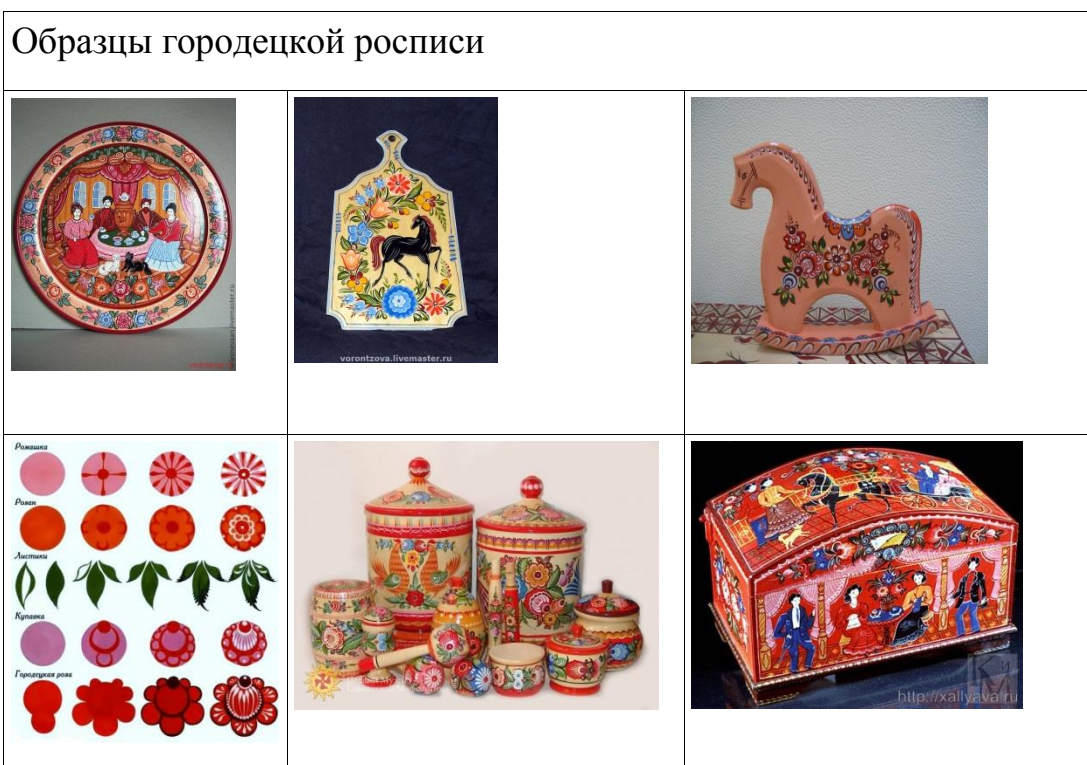 Образцы городецкой росписи
vorontzova.livemaster.ru
Ромашка
Розан
Листики
Купавка
Городецкая роза
http://xallyava.ru